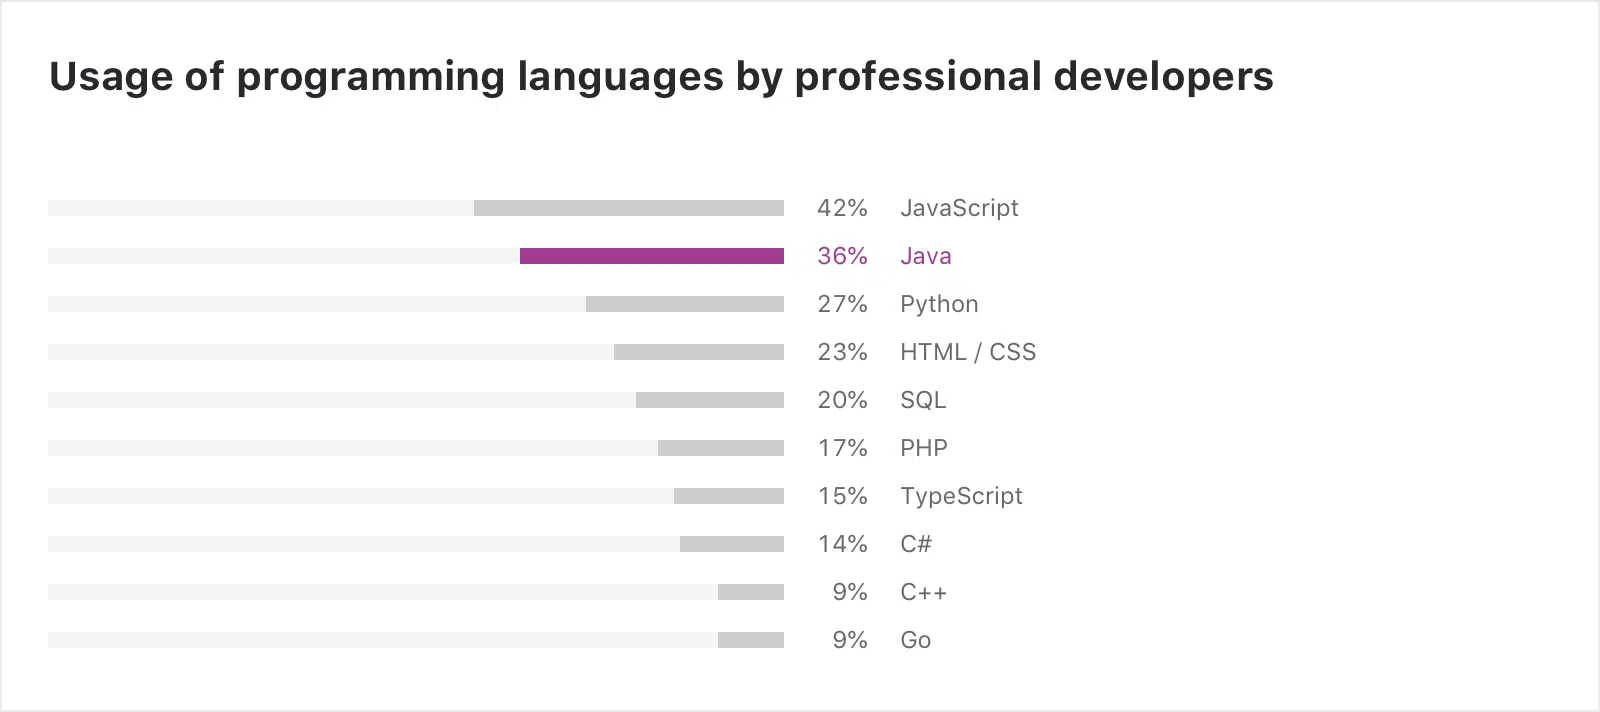 Usage of programming languages by professional developers
42% JavaScript
36% Java
27% Python
23% HTML / CSS
20% SQL
17% PHP
15% TypeScript
14% C#
9% C++
9% Go